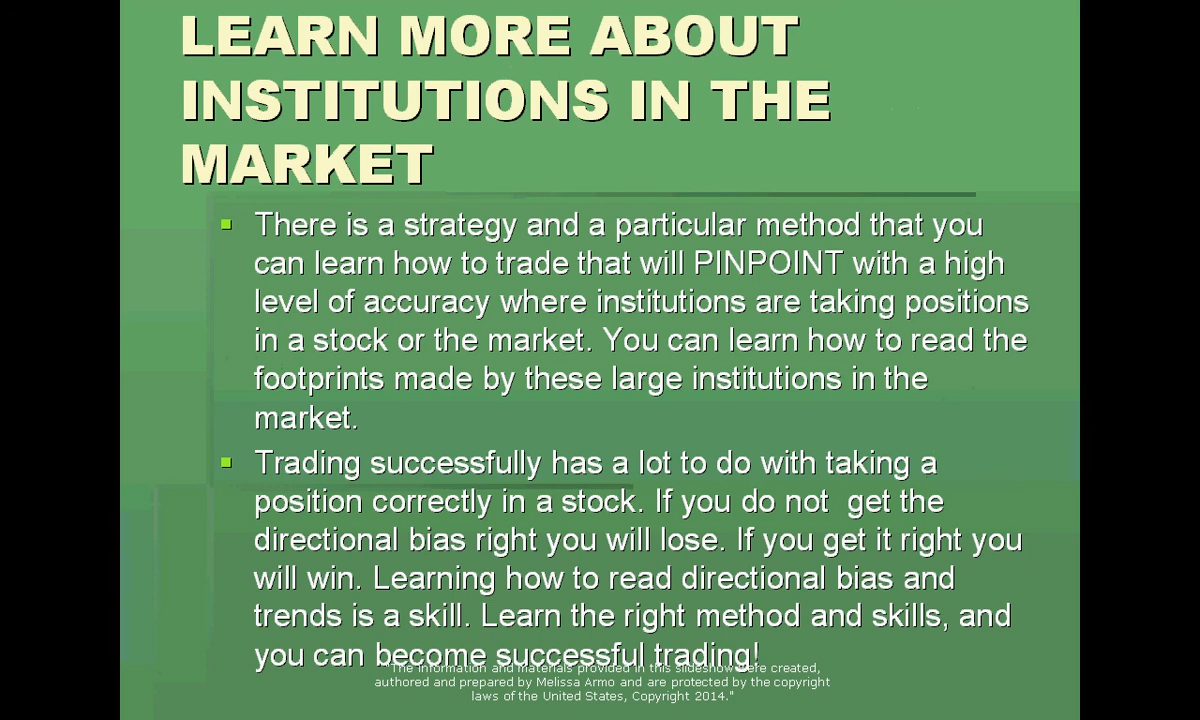 LEARN MORE ABOUT
INSTITUTIONS IN THE
MARKET
There is a strategy and a particular method that you
can learn how to trade that will PINPOINT with a high
level of accuracy where institutions are taking positions
in a stock or the market. You can learn how to read the
footprints made by these large institutions in the
market.
Trading successfully has a lot to do with taking a
position correctly in a stock. If you do not  get the
directional bias right you will lose. If you get it right you
will win. Learning how to read directional bias and
trends is a skill. Learn the right method and skills, and
you can become successful trading!
"The information and materials provided in this slideshow were created,
authored and prepared by Melissa Armo and are protected by the copyright
laws of the United States, Copyright 2014."